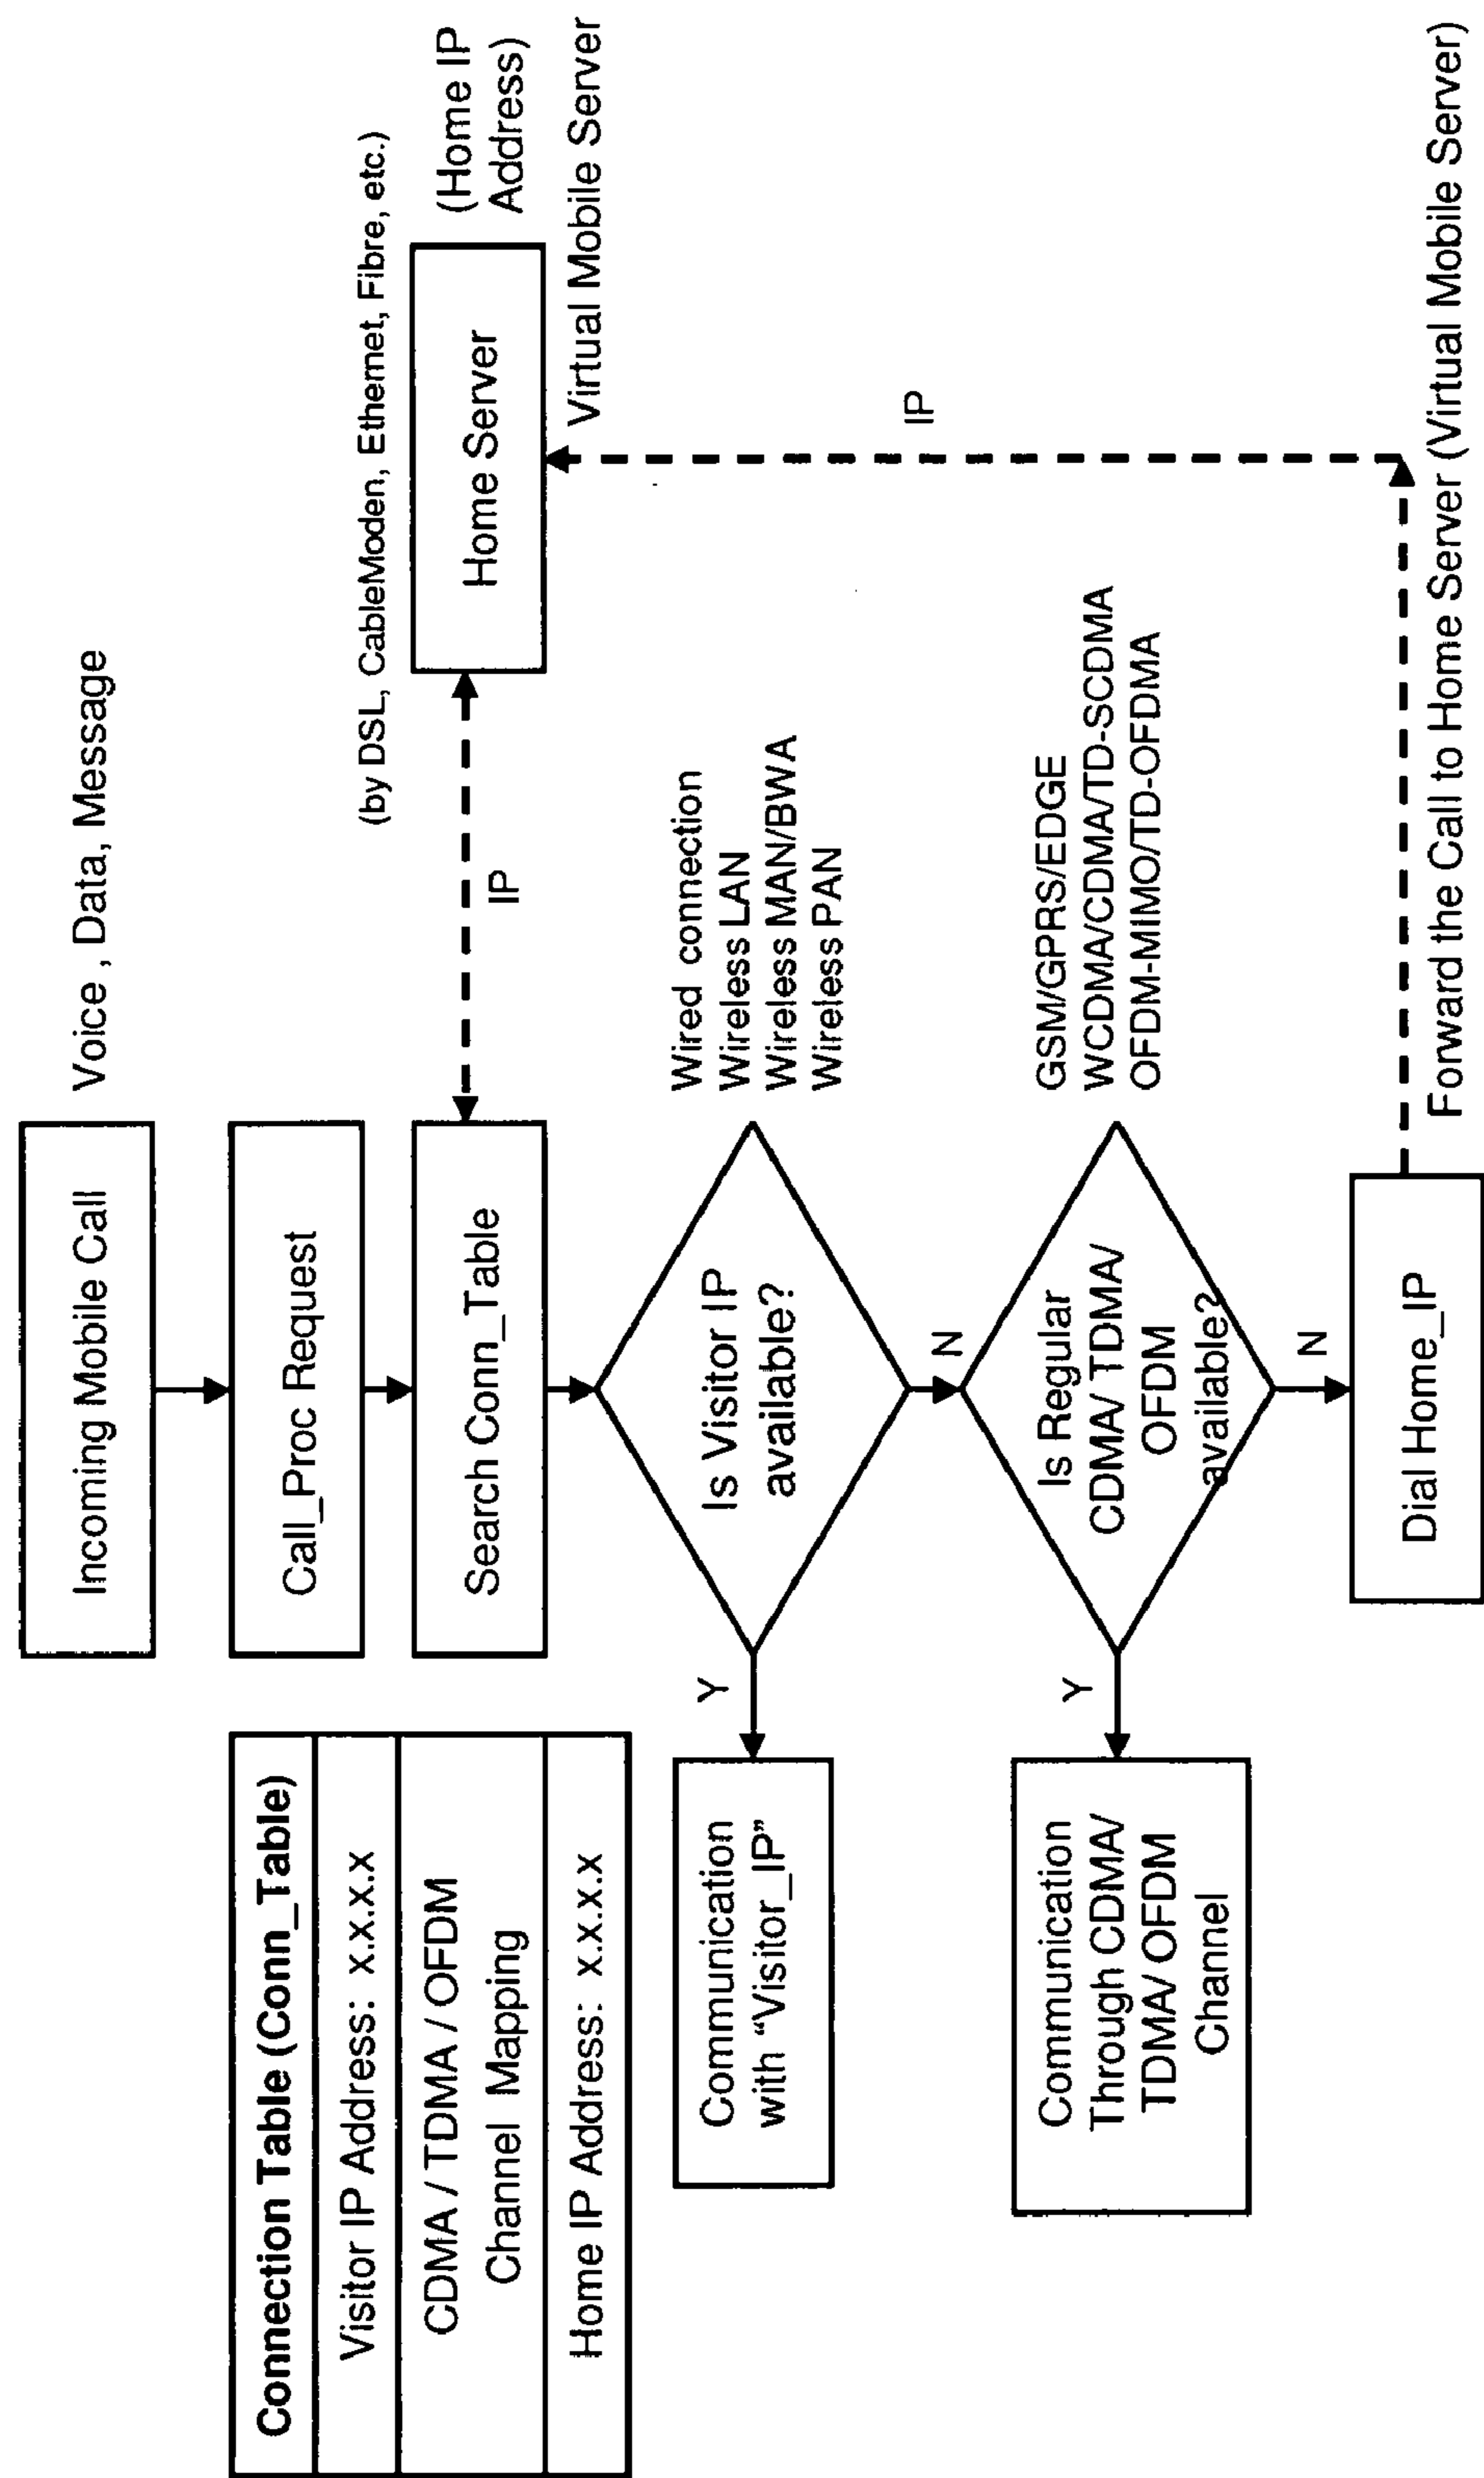 Incoming Mobile Call
Voice , Data, Message
Call_Proc Request
(by DSL, CableModen, Ethernet, Fibre, etc.)
Connection Table (Conn_Table)
Visitor IP Address: x.x.x.x
CDMA / TDMA / OFDM
Channel Mapping
Home IP Address: x.x.x.x
Search Conn_Table
IP
Home Server
(Home IP
Address)
Virtual Mobile Server
Is Visitor IP
available?
Wired connection
Wireless LAN
Wireless MAN/BWA
Wireless PAN
Y
Communication
with “Visitor_IP”
N
IP
Is Regular
CDMA/ TDMA/
OFDM
available?
GSM/GPRS/EDGE
WCDMA/CDMA/TD-SCDMA
OFDM-MIMO/TD-OFDMA
Y
Communication
Through CDMA/
TDMA/ OFDM
Channel
N
Dial Home_IP
Forward the Call to Home Server (Virtual Mobile Server)